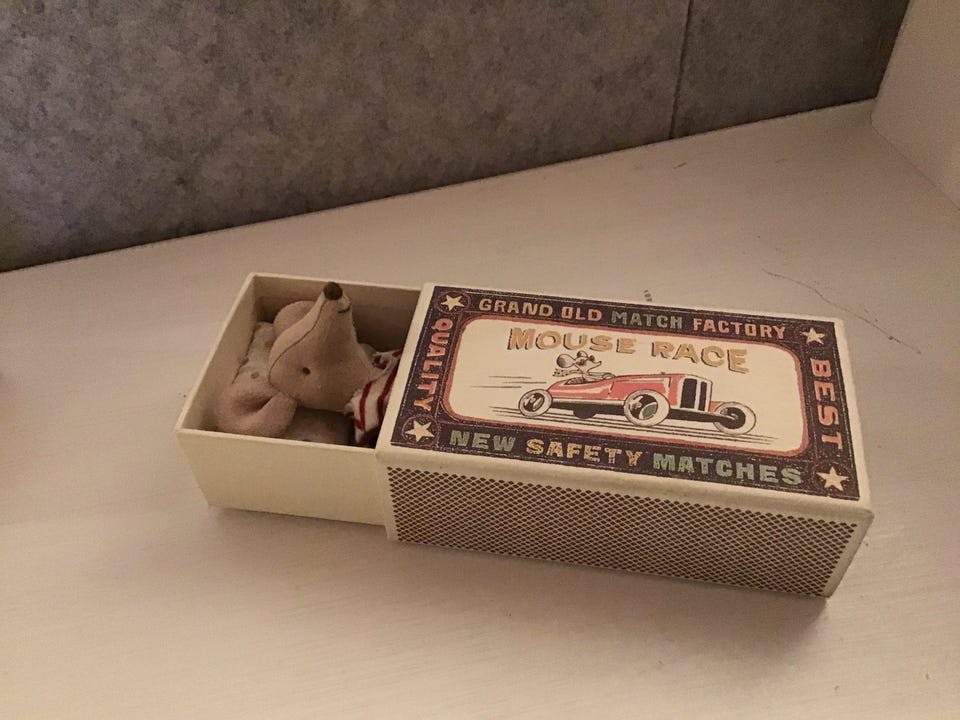 GRAND OLD MATCH FACTORY
MOUSE RACE
QUALITY
BEST
NEW SAFETY MATCHES